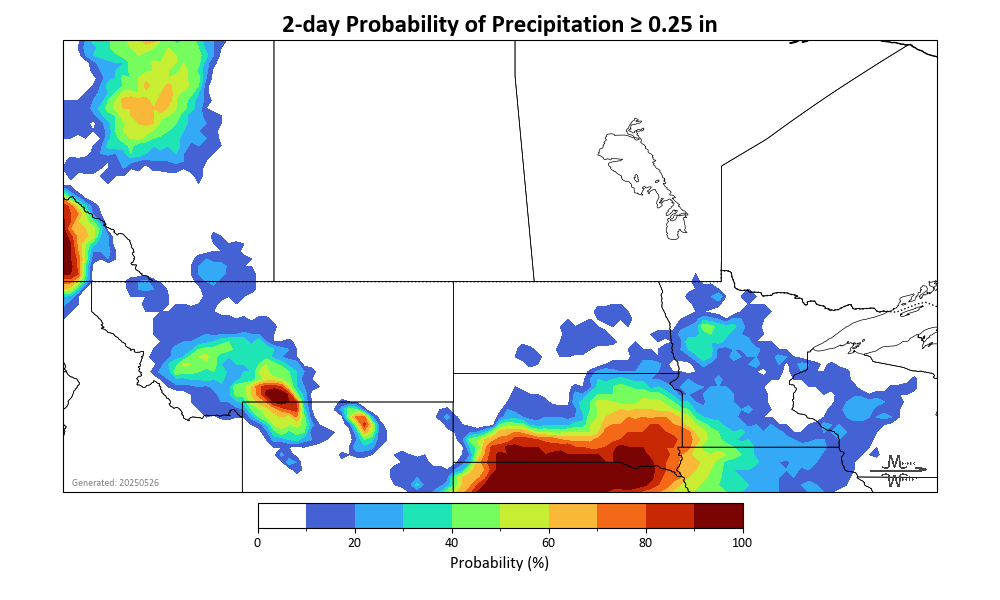 2-day Probability of Precipitation ≥ 0.25 in
Generated: 20250526
0 20 40 60 80 100
Probability (%)